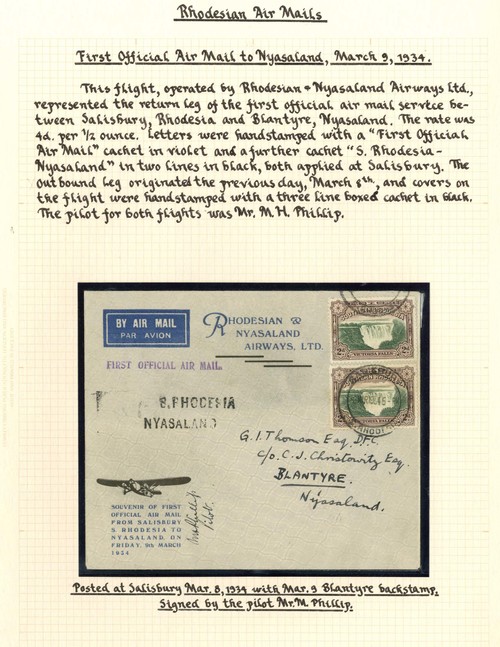 Rhodesian Air Mails
First Official Air Mail to Nyasaland, March 9, 1934.
This flight, operated by Rhodesian & Nyasaland Airways Ltd.,
represented the return leg of the first official air mail service be-
tween Salisbury, Rhodesia and Blantyre, Nyasaland. The rate was
4d. per ½ ounce. Letters were handstamped with a "First Official
Air Mail" cachet in violet and a further cachet "S. Rhodesia-
Nyasaland" in two lines in black, both applied at Salisbury. The
outbound leg originated the previous day, March 8th, and covers on
the flight were handstamped with a three line boxed cachet in black.
The pilot for both flights was Mr. M.H. Phillip.
BY AIR MAIL
PAR AVION
RHODESIAN &
NYASALAND
AIRWAYS, LTD.
FIRST OFFICIAL AIR MAIL
S. RHODESIA
NYASALAND
VICTORIA FALLS
2d 2d
VICTORIA FALLS
2d 2d
G. I. Thomson Esq. D.F.C.
c/o. C. J. Christowitz Esq.
BLANTYRE.
Nyasaland.
SOUVENIR OF FIRST
OFFICIAL AIR MAIL
FROM SALISBURY
S. RHODESIA TO
NYASALAND, ON
FRIDAY, 9th MARCH
1934
Pilot.
Posted at Salisbury Mar. 8, 1934 with Mar. 9 Blantyre backstamp.
Signed by the pilot Mr. M. Phillip.